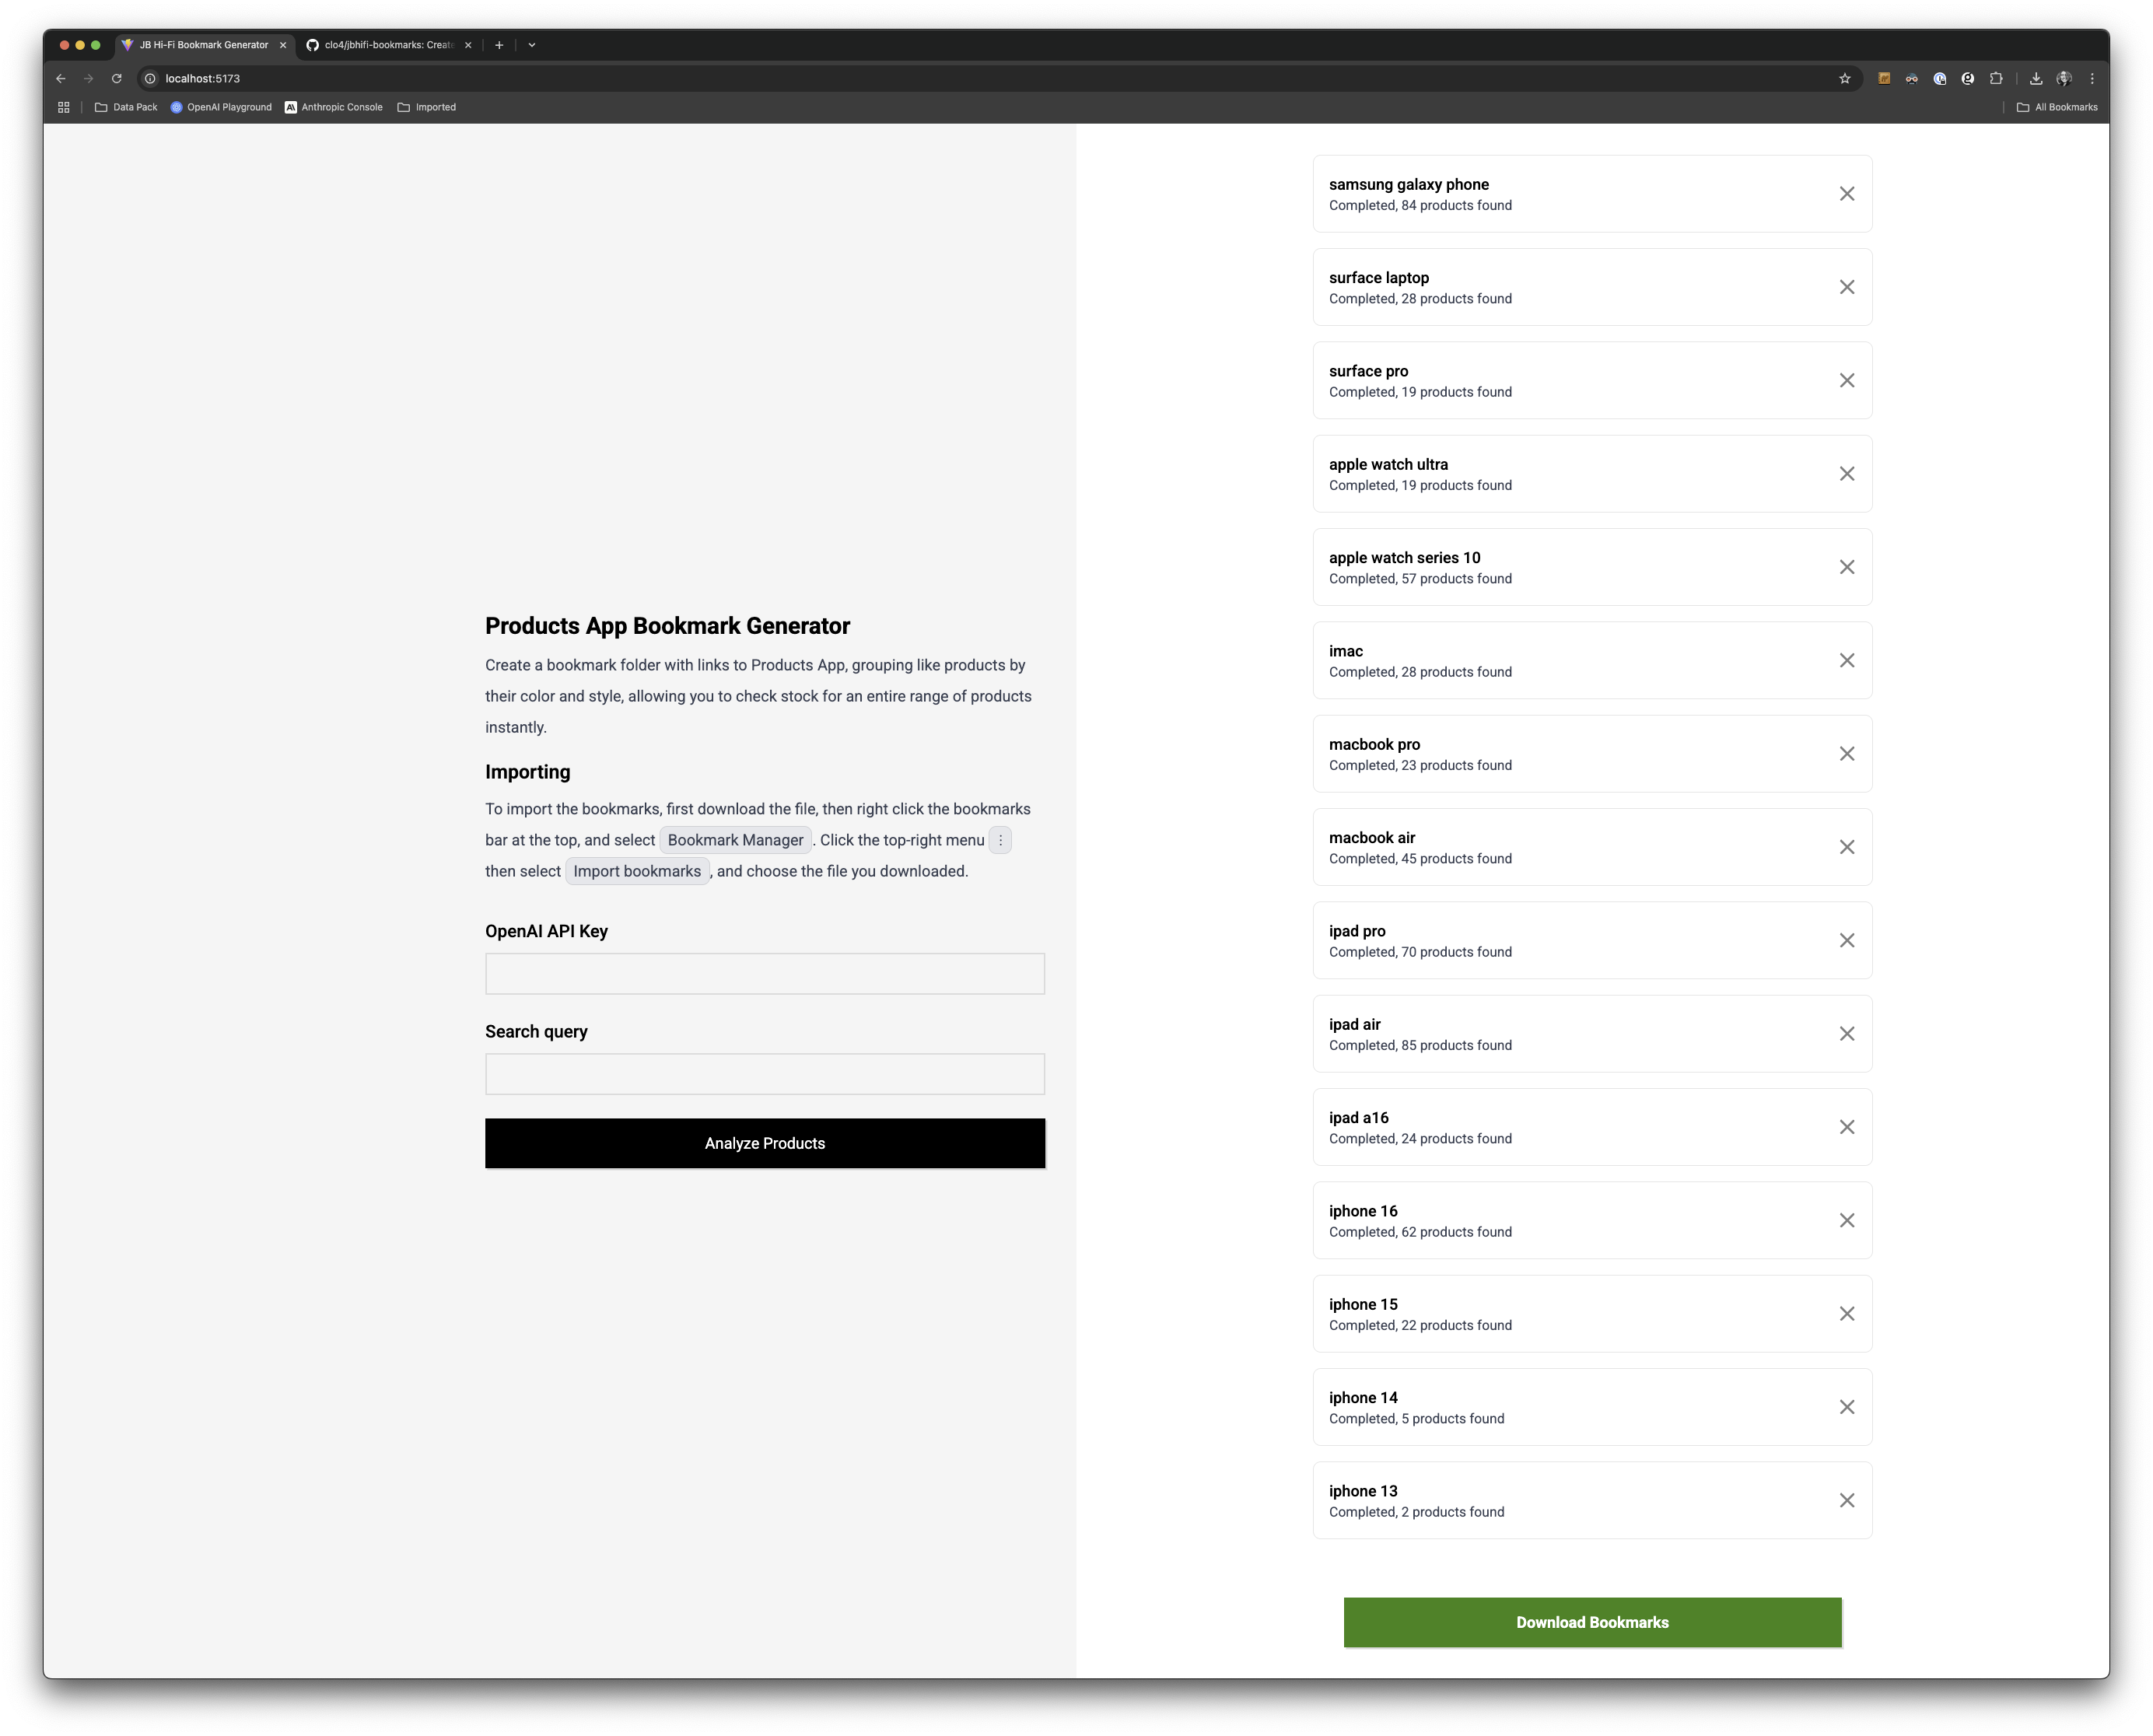 JB Hi-Fi Bookmark Generator
clo4/jbhifi-bookmarks: Create
localhost:5173
Data Pack
OpenAI Playground
Anthropic Console
Imported
All Bookmarks
Products App Bookmark Generator
Create a bookmark folder with links to Products App, grouping like products by
their color and style, allowing you to check stock for an entire range of products
instantly.
Importing
To import the bookmarks, first download the file, then right click the bookmarks
bar at the top, and select Bookmark Manager. Click the top-right menu ⋮
then select Import bookmarks, and choose the file you downloaded.
OpenAI API Key
Search query
Analyze Products
samsung galaxy phone
Completed, 84 products found
surface laptop
Completed, 28 products found
surface pro
Completed, 19 products found
apple watch ultra
Completed, 19 products found
apple watch series 10
Completed, 57 products found
imac
Completed, 28 products found
macbook pro
Completed, 23 products found
macbook air
Completed, 45 products found
ipad pro
Completed, 70 products found
ipad air
Completed, 85 products found
ipad a16
Completed, 24 products found
iphone 16
Completed, 62 products found
iphone 15
Completed, 22 products found
iphone 14
Completed, 5 products found
iphone 13
Completed, 2 products found
Download Bookmarks